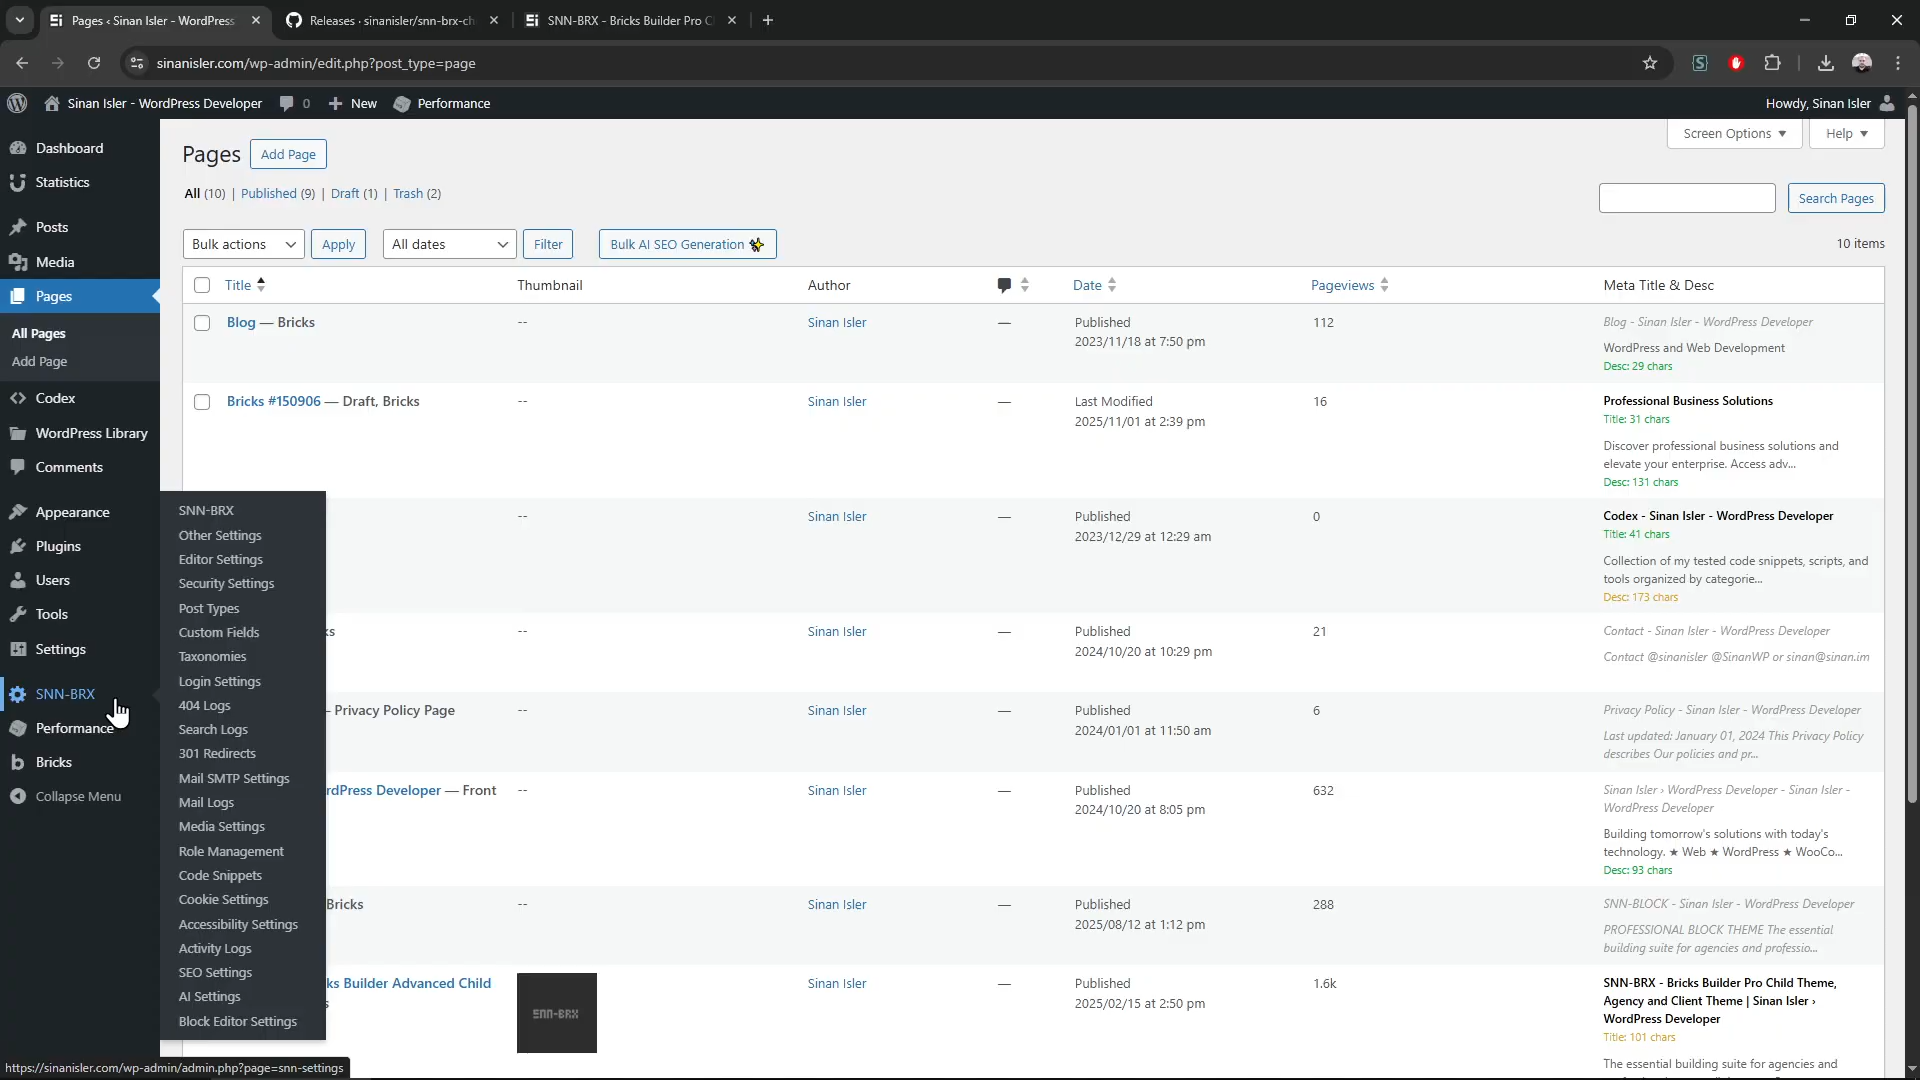 Pages ‹ Sinan Isler - WordPress
Releases · sinanisler/snn-brx-ch
SNN-BRX - Bricks Builder Pro C
sinanisler.com/wp-admin/edit.php?post_type=page
Sinan Isler - WordPress Developer
0
New
Performance
Howdy, Sinan Isler
Dashboard
Statistics
Posts
Media
Pages
All Pages
Add Page
Codex
WordPress Library
Comments
Appearance
Plugins
Users
Tools
Settings
SNN-BRX
Performance
Bricks
Collapse Menu
SNN-BRX
Other Settings
Editor Settings
Security Settings
Post Types
Custom Fields
Taxonomies
Login Settings
404 Logs
Search Logs
301 Redirects
Mail SMTP Settings
Mail Logs
Media Settings
Role Management
Code Snippets
Cookie Settings
Accessibility Settings
Activity Logs
SEO Settings
AI Settings
Block Editor Settings
Screen Options
Help
Pages
Add Page
All (10) | Published (9) | Draft (1) | Trash (2)
Search Pages
Bulk actions
Apply
All dates
Filter
Bulk AI SEO Generation
10 items
Title Thumbnail Author Date Pageviews Meta Title & Desc
Blog — Bricks
--
Sinan Isler
—
Published
2023/11/18 at 7:50 pm
112
Blog - Sinan Isler - WordPress Developer
WordPress and Web Development
Desc: 29 chars
Bricks #150906 — Draft, Bricks
--
Sinan Isler
—
Last Modified
2025/11/01 at 2:39 pm
16
Professional Business Solutions
Title: 31 chars
Discover professional business solutions and
elevate your enterprise. Access adv...
Desc: 131 chars
--
Sinan Isler
—
Published
2023/12/29 at 12:29 am
0
Codex - Sinan Isler - WordPress Developer
Title: 41 chars
Collection of my tested code snippets, scripts, and
tools organized by categorie...
Desc: 173 chars
ks
--
Sinan Isler
—
Published
2024/10/20 at 10:29 pm
21
Contact - Sinan Isler - WordPress Developer
Contact @sinanisler @SinanWP or sinan@sinan.im
– Privacy Policy Page
--
Sinan Isler
—
Published
2024/01/01 at 11:50 am
6
Privacy Policy - Sinan Isler - WordPress Developer
Last updated: January 01, 2024 This Privacy Policy
describes Our policies and pr...
rdPress Developer — Front
--
Sinan Isler
—
Published
2024/10/20 at 8:05 pm
632
Sinan Isler › WordPress Developer - Sinan Isler -
WordPress Developer
Building tomorrow's solutions with today's
technology. ★ Web ★ WordPress ★ WooCo...
Desc: 93 chars
Bricks
--
Sinan Isler
—
Published
2025/08/12 at 1:12 pm
288
SNN-BLOCK - Sinan Isler - WordPress Developer
PROFESSIONAL BLOCK THEME The essential
building suite for agencies and professio...
ks Builder Advanced Child
s
SNN-BRX
Sinan Isler
—
Published
2025/02/15 at 2:50 pm
1.6k
SNN-BRX - Bricks Builder Pro Child Theme,
Agency and Client Theme | Sinan Isler ›
WordPress Developer
Title: 101 chars
The essential building suite for agencies and
https://sinanisler.com/wp-admin/admin.php?page=snn-settings